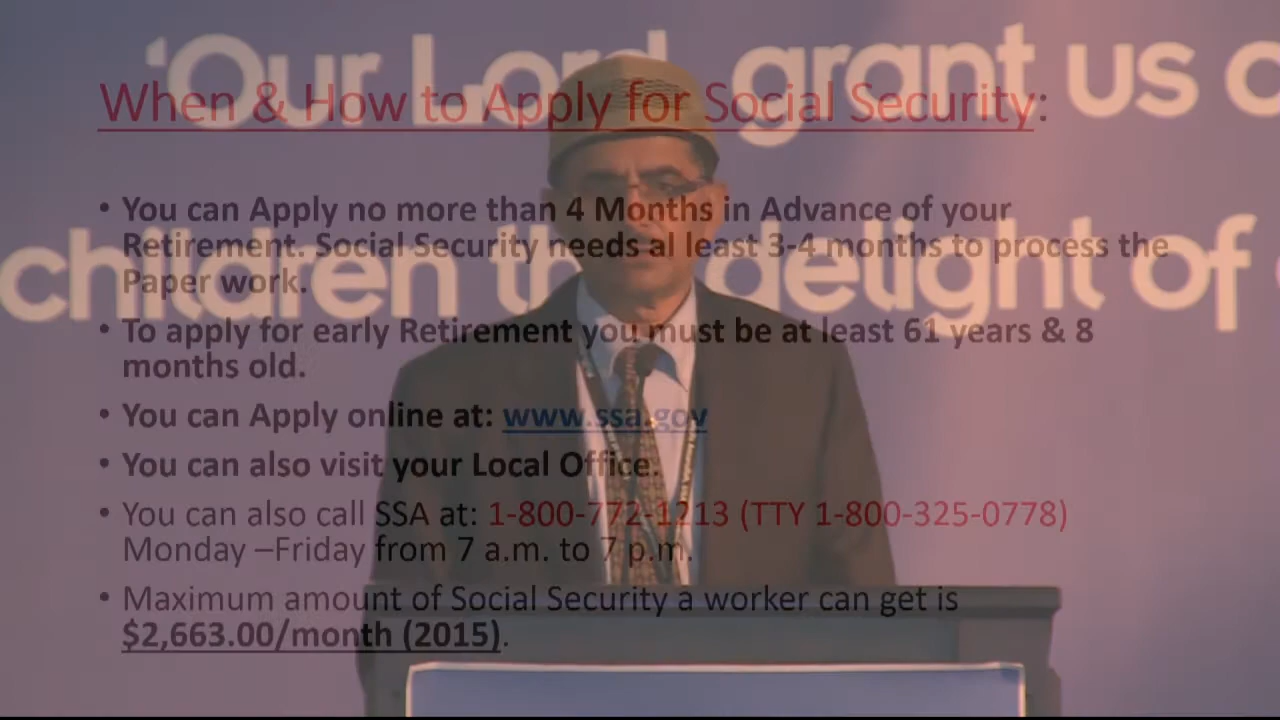 ‘Our Lord grant us
When & How to Apply for Social Security:
• You can Apply no more than 4 Months in Advance of your
Retirement. Social Security needs al least 3-4 months to process the
Paper work.
children the delight of
• To apply for early Retirement you must be at least 61 years & 8
months old.
• You can Apply online at: www.ssa.gov
• You can also visit your Local Office.
• You can also call SSA at: 1-800-772-1213 (TTY 1-800-325-0778)
Monday –Friday from 7 a.m. to 7 p.m.
• Maximum amount of Social Security a worker can get is
$2,663.00/month (2015).